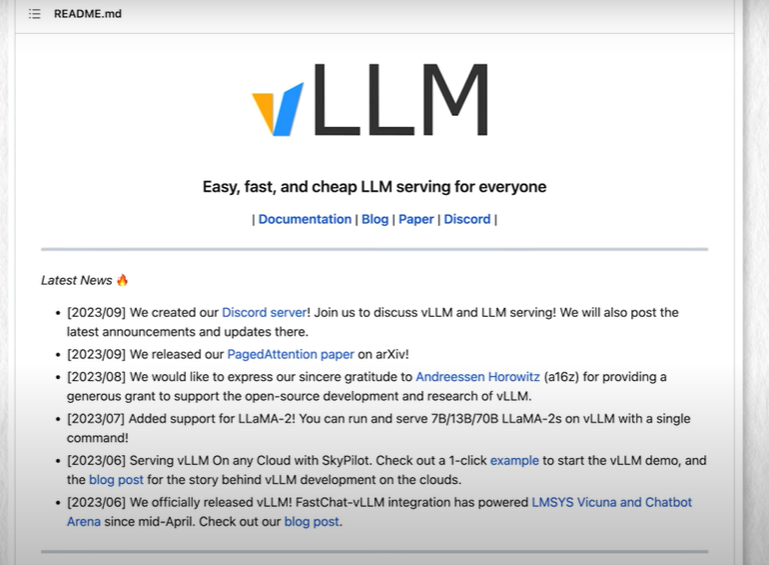 README.md
vLLM
Easy, fast, and cheap LLM serving for everyone
| Documentation | Blog | Paper | Discord |
Latest News 🔥
• [2023/09] We created our Discord server! Join us to discuss vLLM and LLM serving! We will also post the
latest announcements and updates there.
• [2023/09] We released our PagedAttention paper on arXiv!
• [2023/08] We would like to express our sincere gratitude to Andreessen Horowitz (a16z) for providing a
generous grant to support the open-source development and research of vLLM.
• [2023/07] Added support for LLaMA-2! You can run and serve 7B/13B/70B LLaMA-2s on vLLM with a single
command!
• [2023/06] Serving vLLM On any Cloud with SkyPilot. Check out a 1-click example to start the vLLM demo, and
the blog post for the story behind vLLM development on the clouds.
• [2023/06] We officially released vLLM! FastChat-vLLM integration has powered LMSYS Vicuna and Chatbot
Arena since mid-April. Check out our blog post.